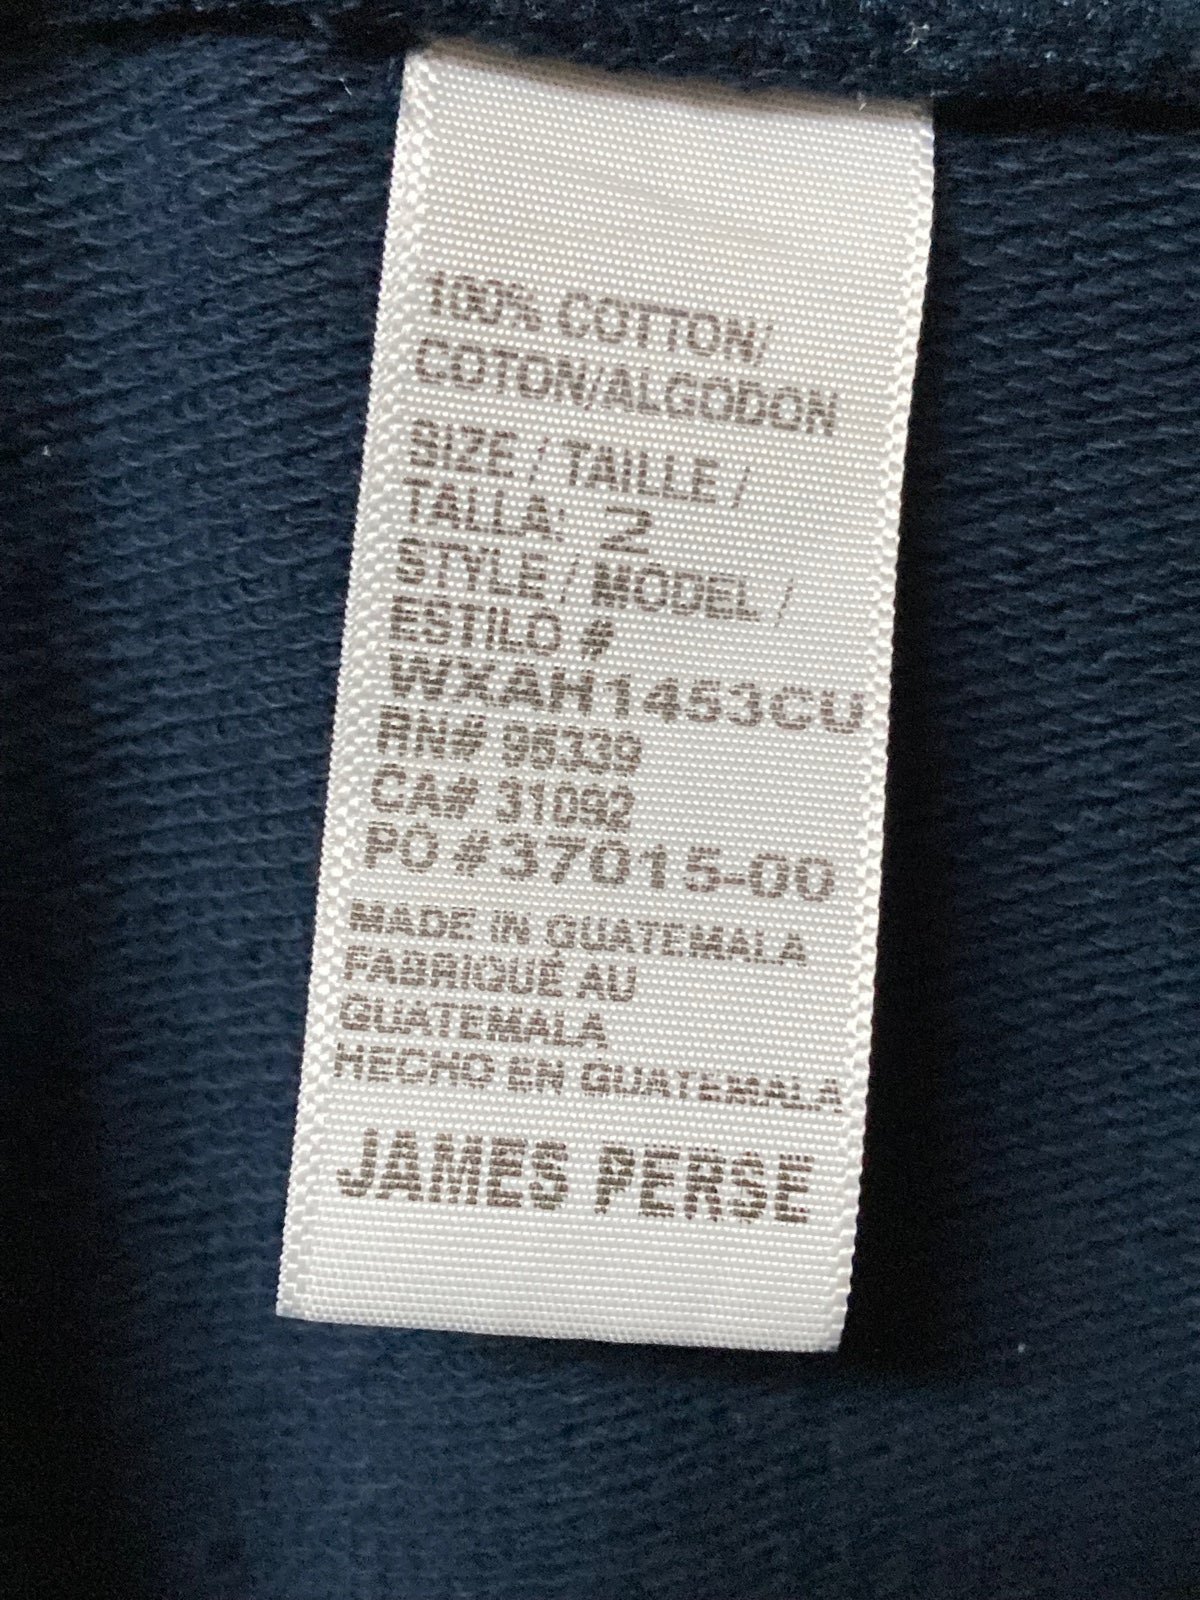 100% COTTON/
COTON/ALGODON
SIZE / TAILLE /
TALLA: 2
STYLE / MODEL /
ESTILO #
WXAH1453CU
RN# 95339
CA# 31092
PO #37015-00
MADE IN GUATEMALA
FABRIQUE AU
GUATEMALA
HECHO EN GUATEMALA
JAMES PERSE